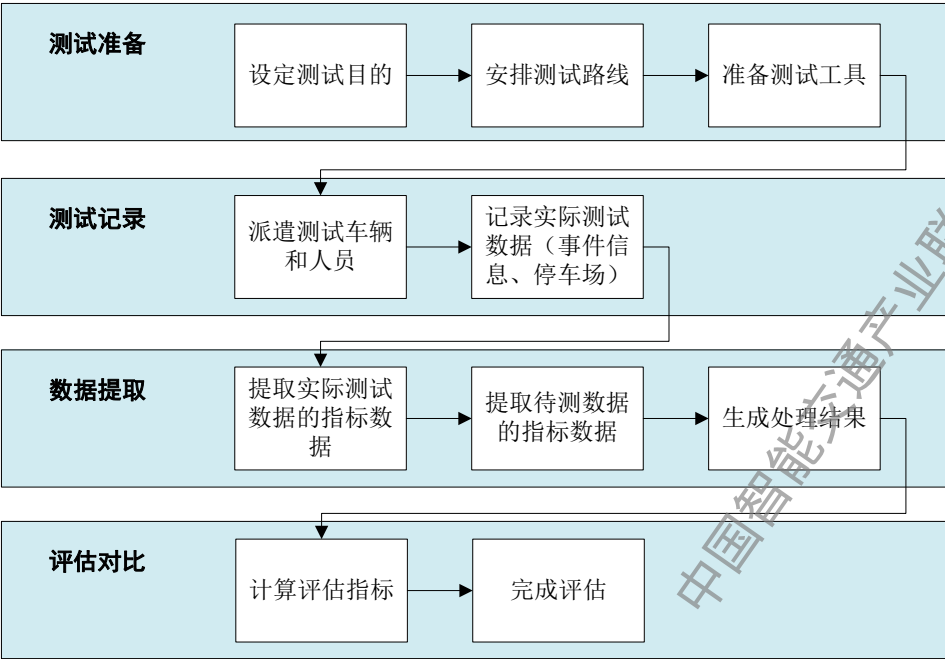 测试准备
设定测试目的
安排测试路线
准备测试工具
测试记录
派遣测试车辆
和人员
记录实际测试
数据（事件信
息、停车场）
数据提取
提取实际测试
数据的指标数
据
提取待测数据
的指标数据
生成处理结果
评估对比
计算评估指标
完成评估
中国智能交通产业联